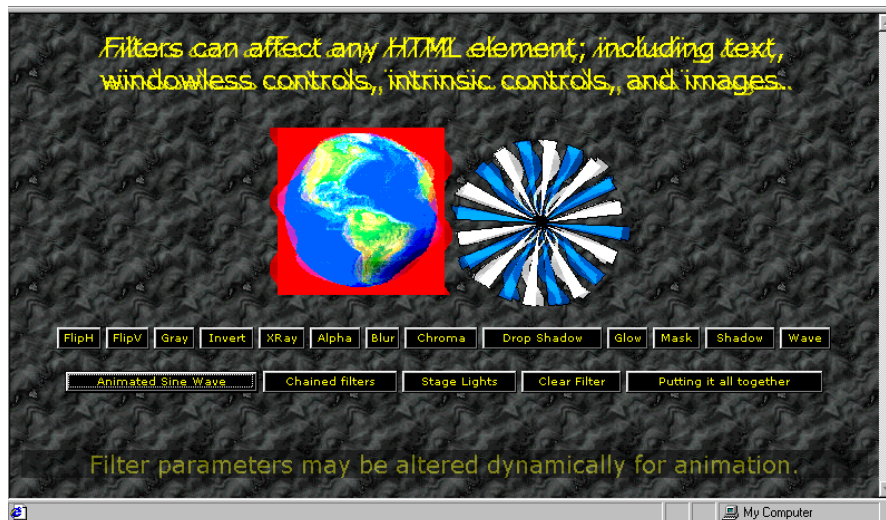 Filters can affect any HTML element; including text,
windowless controls, intrinsic controls, and images.
FlipH FlipV Gray Invert XRay Alpha Blur Chroma Drop Shadow Glow Mask Shadow Wave
Animated Sine Wave Chained filters Stage Lights Clear Filter Putting it all together
Filter parameters may be altered dynamically for animation.
My Computer